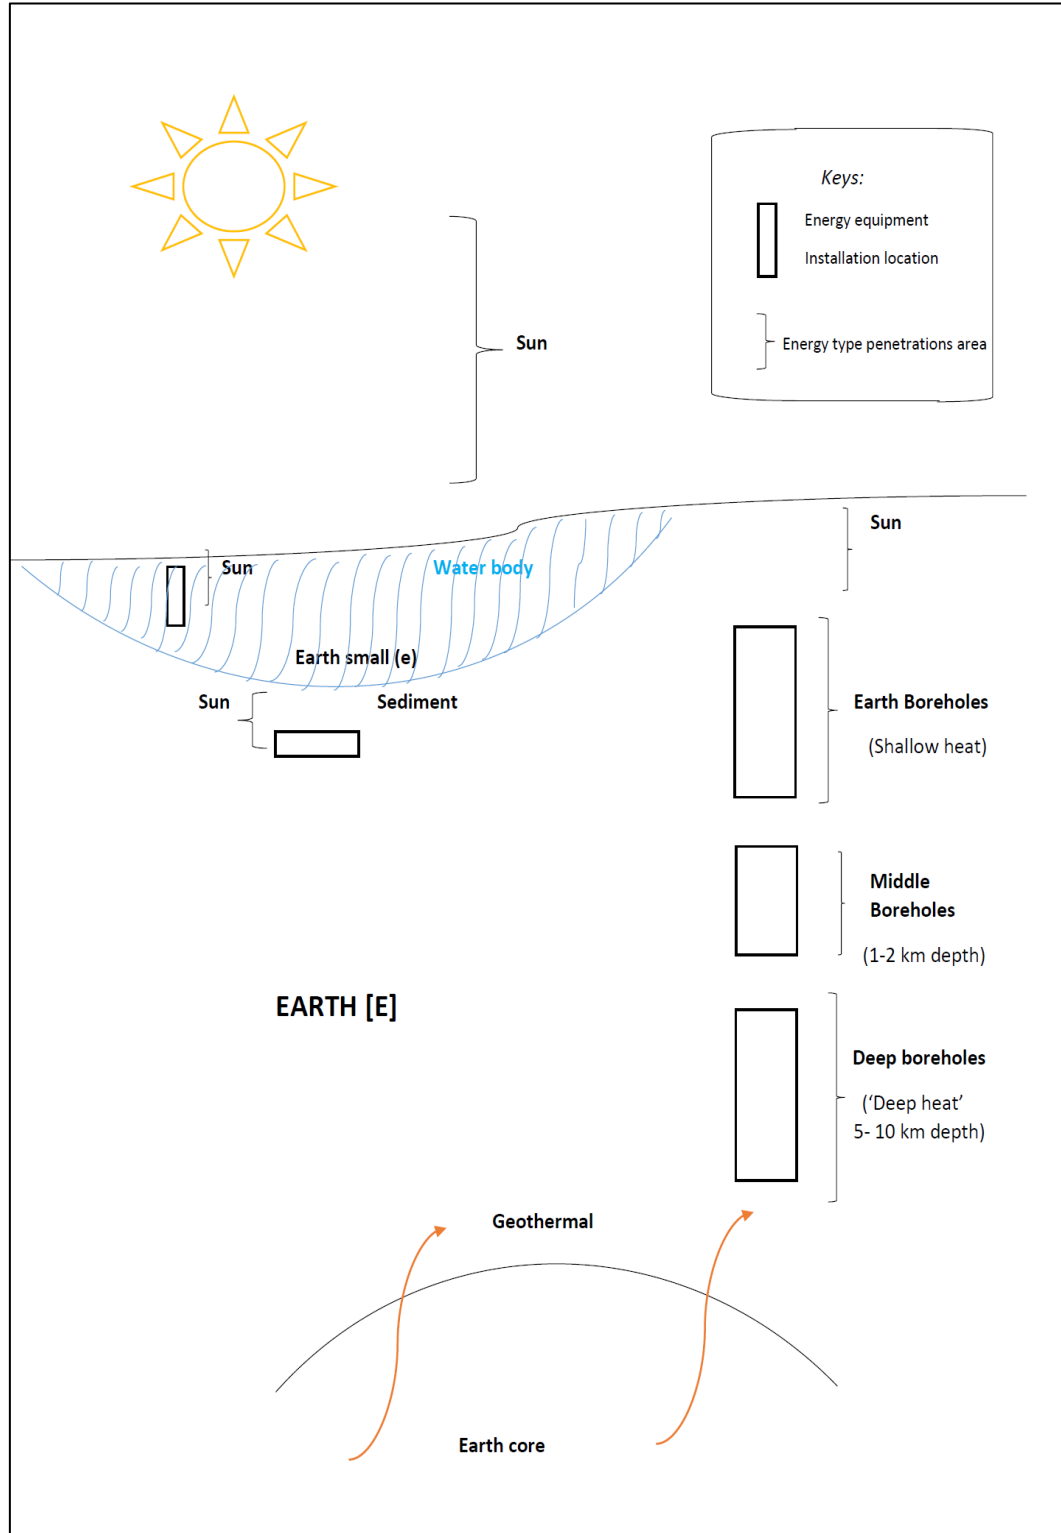 Keys:
Energy equipment
Installation location
Sun
Energy type penetrations area
Sun
Sun
Water body
Earth small (e)
Sun
Sediment
Earth Boreholes
(Shallow heat)
Middle
Boreholes
(1-2 km depth)
EARTH [E]
Deep boreholes
(‘Deep heat’
5- 10 km depth)
Geothermal
Earth core